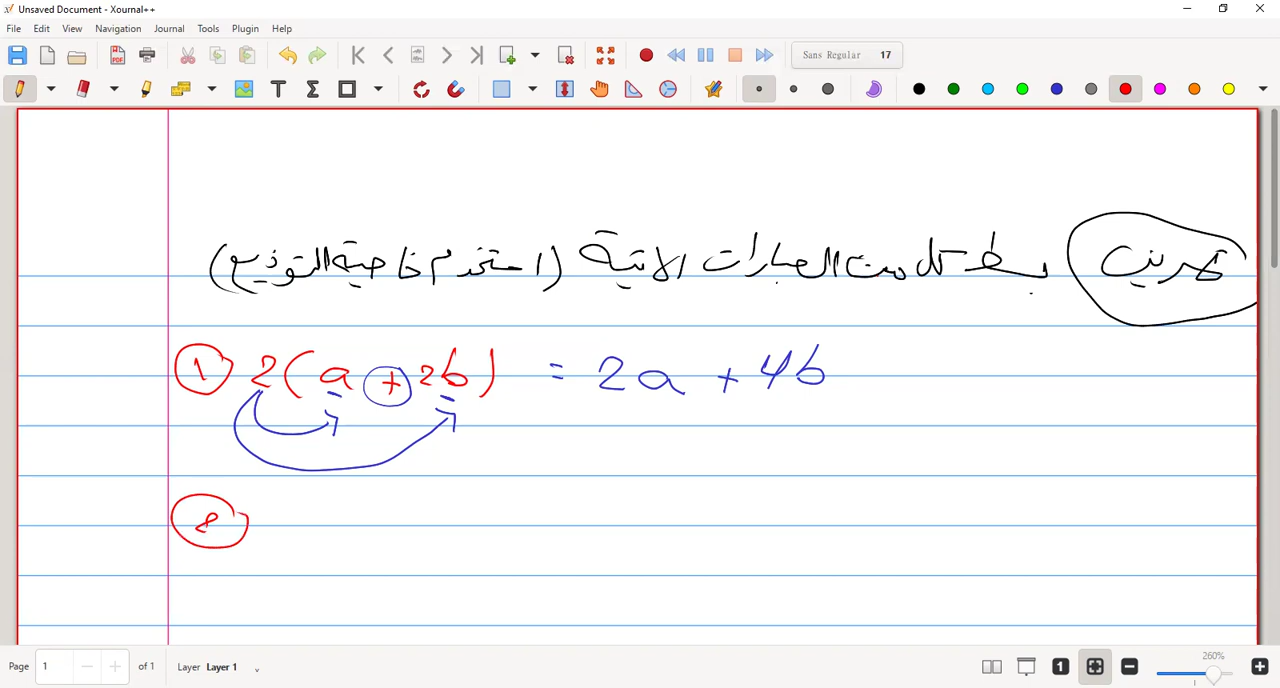 Unsaved Document - Xournal++
File Edit View Navigation Journal Tools Plugin Help
Sans Regular 17
تمرين بسط كل من العبارات الاتية (استخدم خاصية التوزيع)
1 2(a + 2b) = 2a + 4b
2
Page 1 of 1 Layer Layer 1 260%